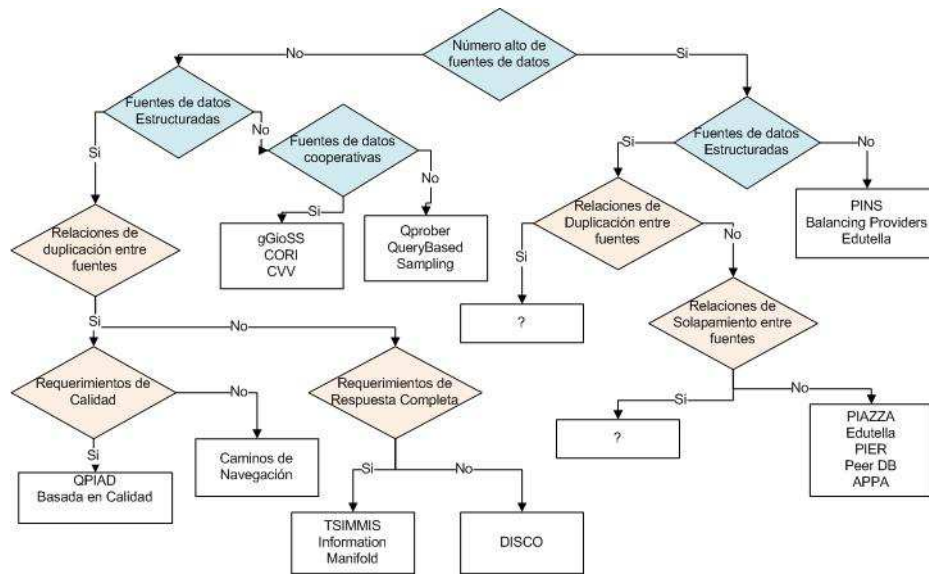 Número alto de
fuentes de datos
No
Si
Fuentes de datos
Estructuradas
No
Si
Fuentes de datos
cooperativas
No
Si
Fuentes de datos
Estructuradas
Si
No
PINS
Balancing Providers
Edutella
Relaciones de
duplicación entre
fuentes
gGioSS
CORI
CVV
Qprober
QueryBased
Sampling
Relaciones de
Duplicación entre
fuentes
Si
No
?
Relaciones de
Solapamiento entre
fuentes
Si
No
Requerimientos de
Calidad
No
Si
Requerimientos de
Respuesta Completa
Si
No
?
PIAZZA
Edutella
PIER
Peer DB
APPA
QPIAD
Basada en Calidad
Caminos de
Navegación
Si
No
TSIMMIS
Information
Manifold
DISCO